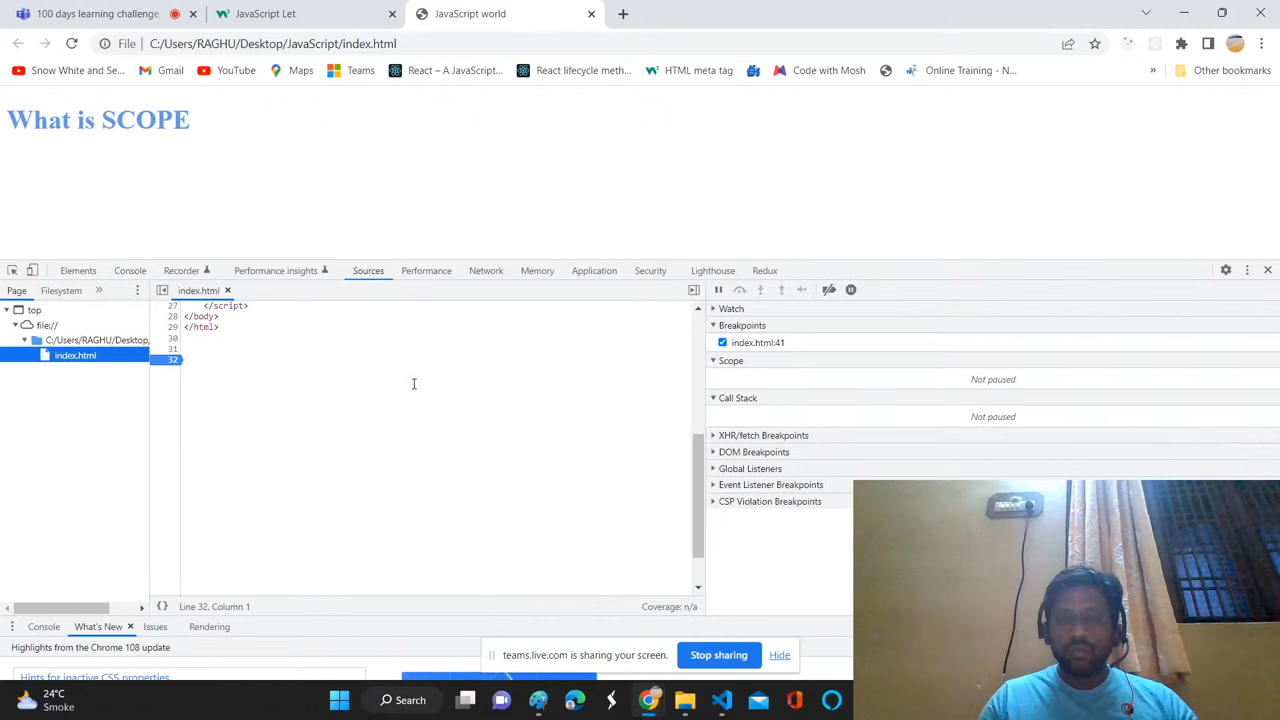 100 days learning challenge
JavaScript Let
JavaScript world
File
C:/Users/RAGHU/Desktop/JavaScript/index.html
Snow White and Se...
Gmail
YouTube
Maps
Teams
React – A JavaScript...
React lifecycle meth...
HTML meta tag
Code with Mosh
Online Training - N...
»
Other bookmarks
What is SCOPE
Elements
Console
Recorder
Performance insights
Sources
Performance
Network
Memory
Application
Security
Lighthouse
Redux
Page
Filesystem
»
index.html
top
file://
C:/Users/RAGHU/Desktop,
index.html
27 </script>
28 </body>
29 </html>
30
31
32
{} Line 32, Column 1
Coverage: n/a
Watch
Breakpoints
index.html:41
Scope
Not paused
Call Stack
Not paused
XHR/fetch Breakpoints
DOM Breakpoints
Global Listeners
Event Listener Breakpoints
CSP Violation Breakpoints
Console
What's New
Issues
Rendering
Highlights from the Chrome 108 update
Hints for inactive CSS properties
teams.live.com is sharing your screen.
Stop sharing
Hide
24°C
Smoke
Search